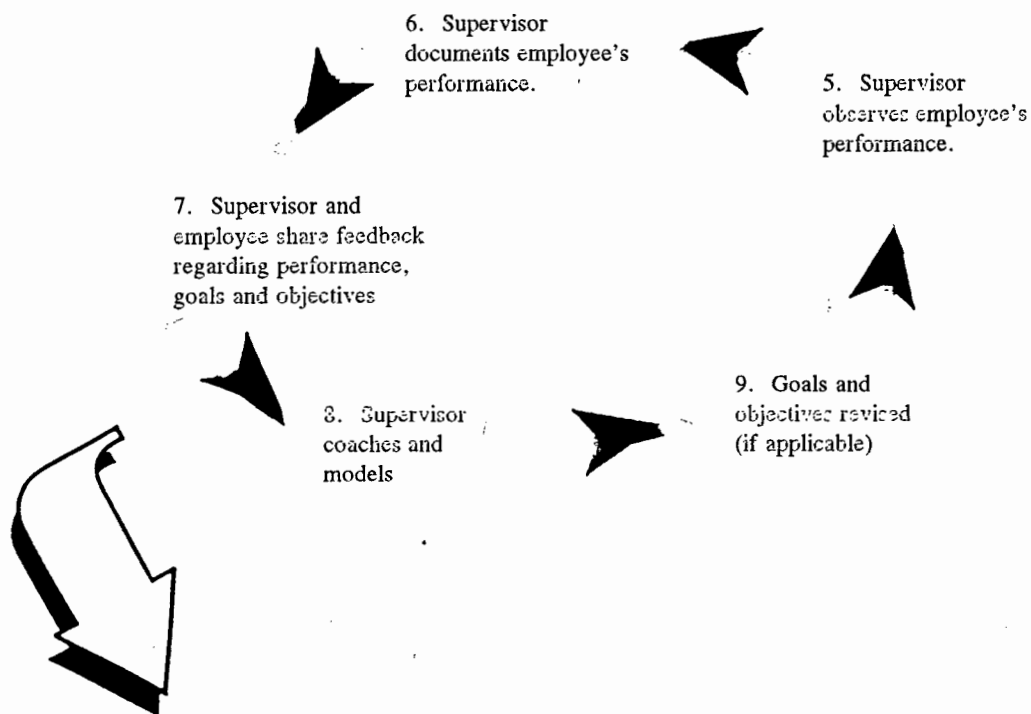 6. Supervisor
documents employee's
performance.
5. Supervisor
observes employee's
performance.
7. Supervisor and
employee share feedback
regarding performance,
goals and objectives
8. Supervisor
coaches and
models
9. Goals and
objectives revised
(if applicable)